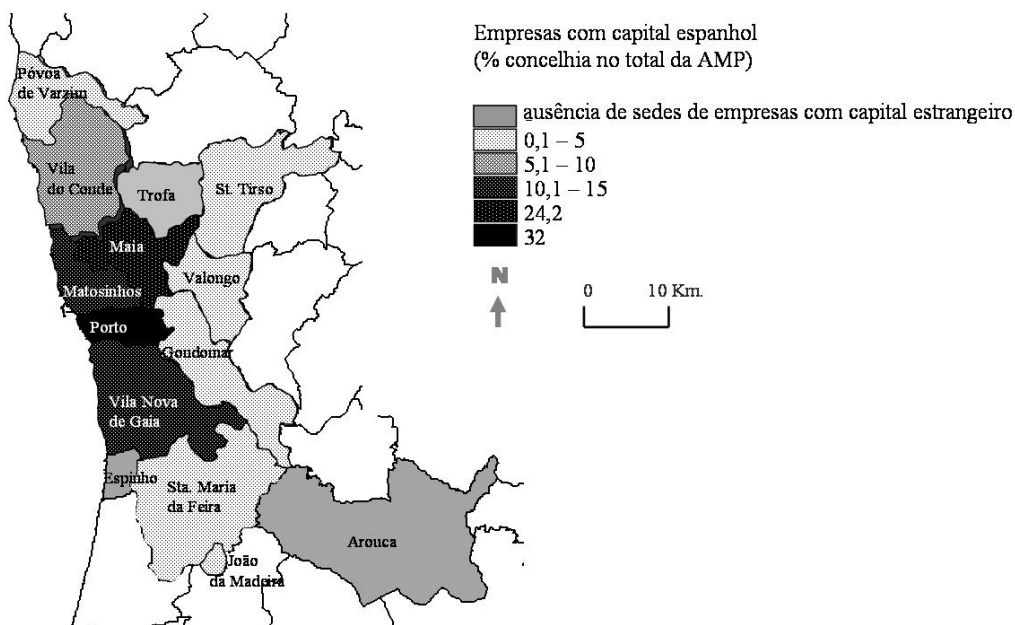 Empresas com capital espanhol
(% concelhia no total da AMP)
ausência de sedes de empresas com capital estrangeiro
0,1 – 5
5,1 – 10
10,1 – 15
24,2
32
N
0 10 Km.
Póvoa
de Varzim
Vila
do Conde
Trofa
St. Tirso
Maia
Valongo
Matosinhos
Porto
Gondomar
Vila Nova
de Gaia
Espinho
Sta. Maria
da Feira
Arouca
João
da Madeira